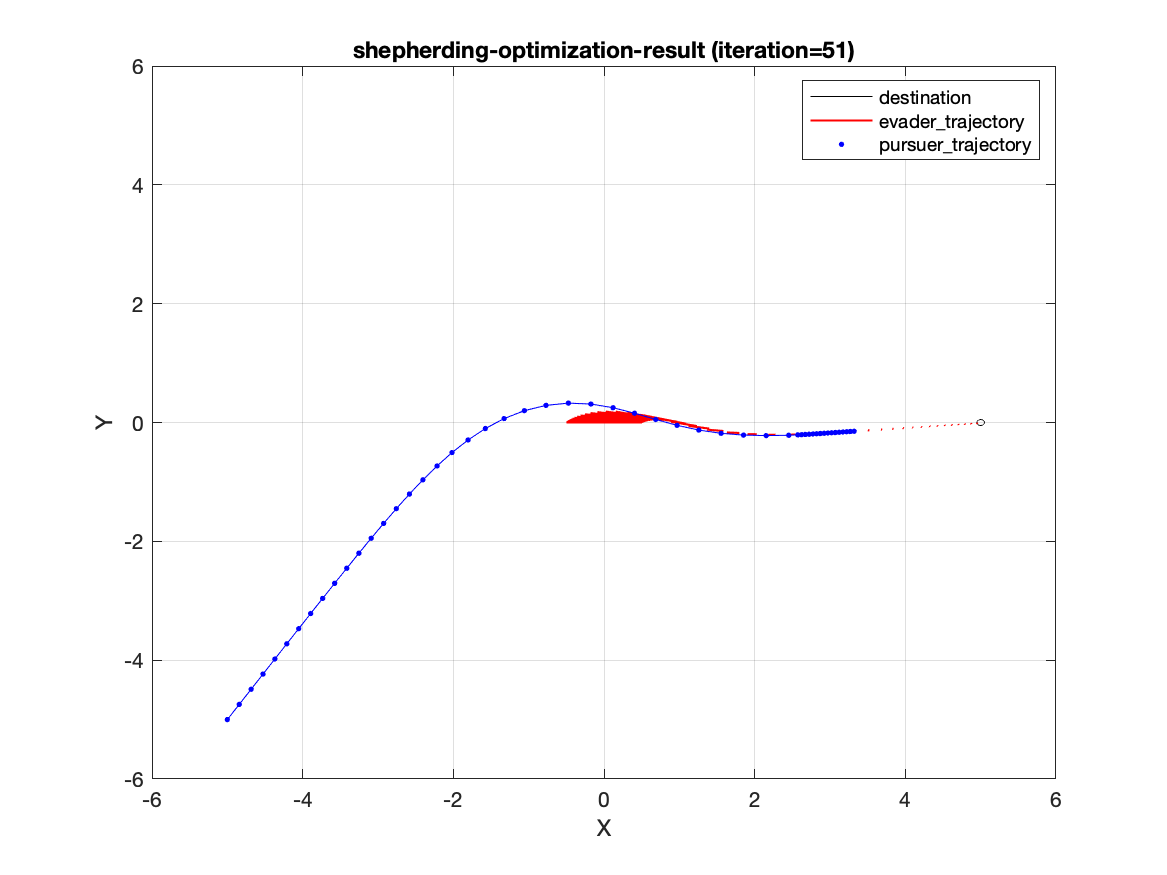 shepherding-optimization-result (iteration=51)
destination
evader_trajectory
pursuer_trajectory
6
4
2
0
-2
-4
-6
Y
-6
-4
-2
0
2
4
6
X